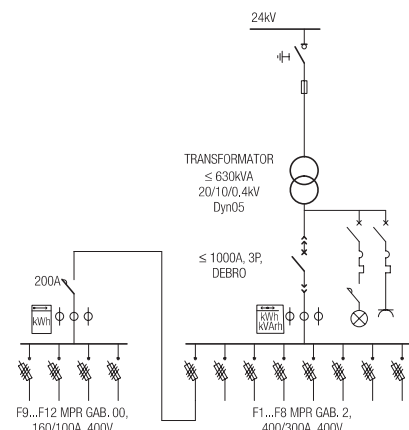 24kV
TRANSFORMATOR
≤ 630kVA
20/10/0.4kV
Dyn05
≤ 1000A, 3P,
DEBRO
200A
kWh
kWh
kVArh
F9...F12 MPR GAB. 00,
160/100A, 400V
F1...F8 MPR GAB. 2,
400/300A, 400V